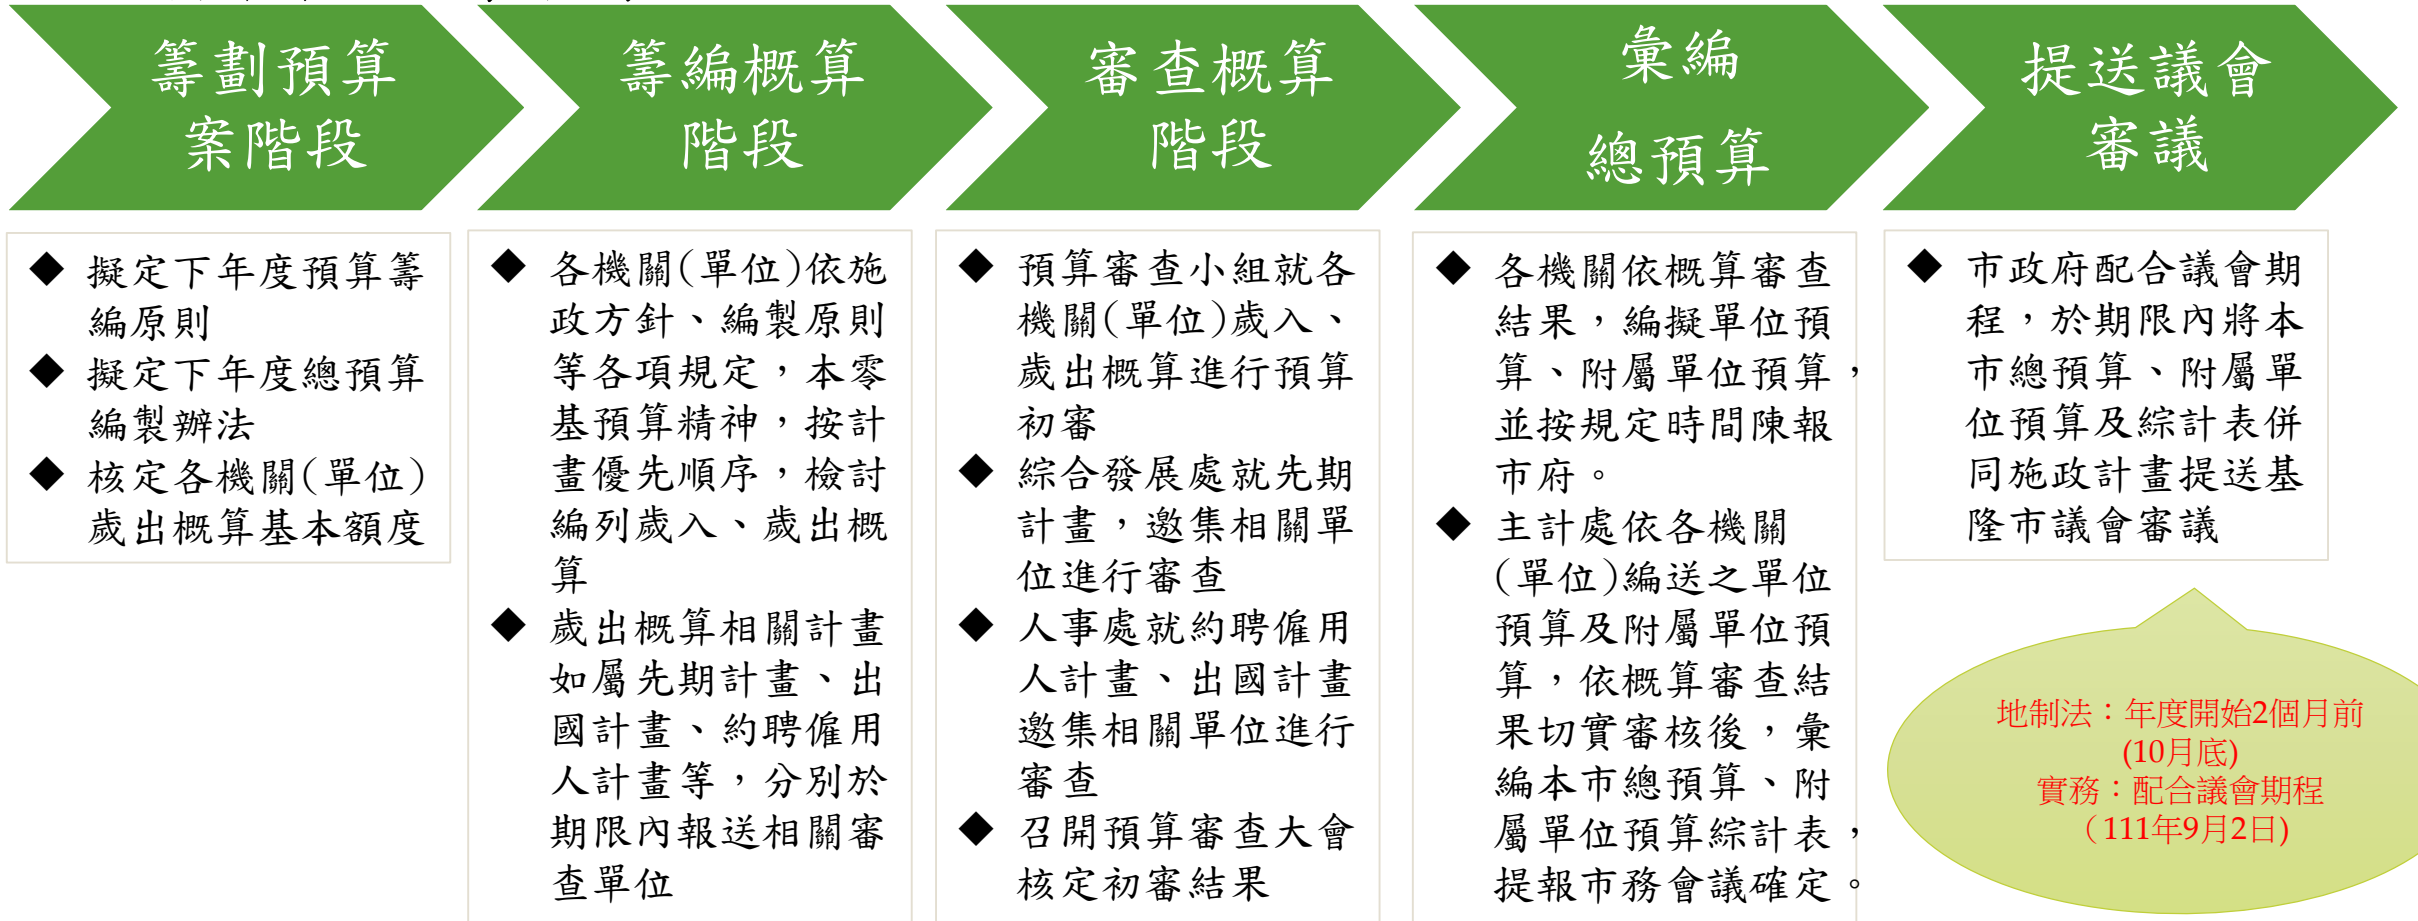 籌劃預算
案階段
籌編概算
階段
審查概算
階段
彙編
總預算
提送議會
審議
◆ 擬定下年度預算籌
編原則
◆ 擬定下年度總預算
編製辦法
◆ 核定各機關(單位)
歲出概算基本額度
◆ 各機關(單位)依施
政方針、編製原則
等各項規定，本零
基預算精神，按計
畫優先順序，檢討
編列歲入、歲出概
算
◆ 歲出概算相關計畫
如屬先期計畫、出
國計畫、約聘僱用
人計畫等，分別於
期限內報送相關審
查單位
◆ 預算審查小組就各
機關(單位)歲入、
歲出概算進行預算
初審
◆ 綜合發展處就先期
計畫，邀集相關單
位進行審查
◆ 人事處就約聘僱用
人計畫、出國計畫
邀集相關單位進行
審查
◆ 召開預算審查大會
核定初審結果
◆ 各機關依概算審查
結果，編擬單位預
算、附屬單位預算，
並按規定時間陳報
市府。
◆ 主計處依各機關
(單位)編送之單位
預算及附屬單位預
算，依概算審查結
果切實審核後，彙
編本市總預算、附
屬單位預算綜計表，
提報市務會議確定。
◆ 市政府配合議會期
程，於期限內將本
市總預算、附屬單
位預算及綜計表併
同施政計畫提送基
隆市議會審議
地制法：年度開始2個月前
(10月底)
實務：配合議會期程
（111年9月2日)